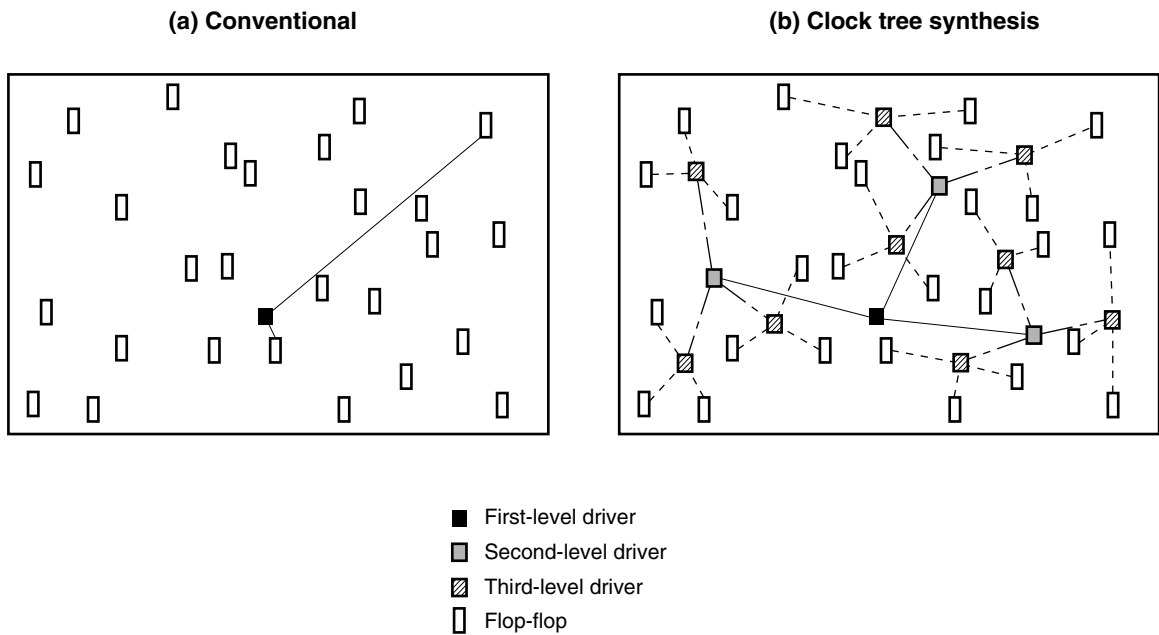 (a) Conventional
(b) Clock tree synthesis
First-level driver
Second-level driver
Third-level driver
Flop-flop